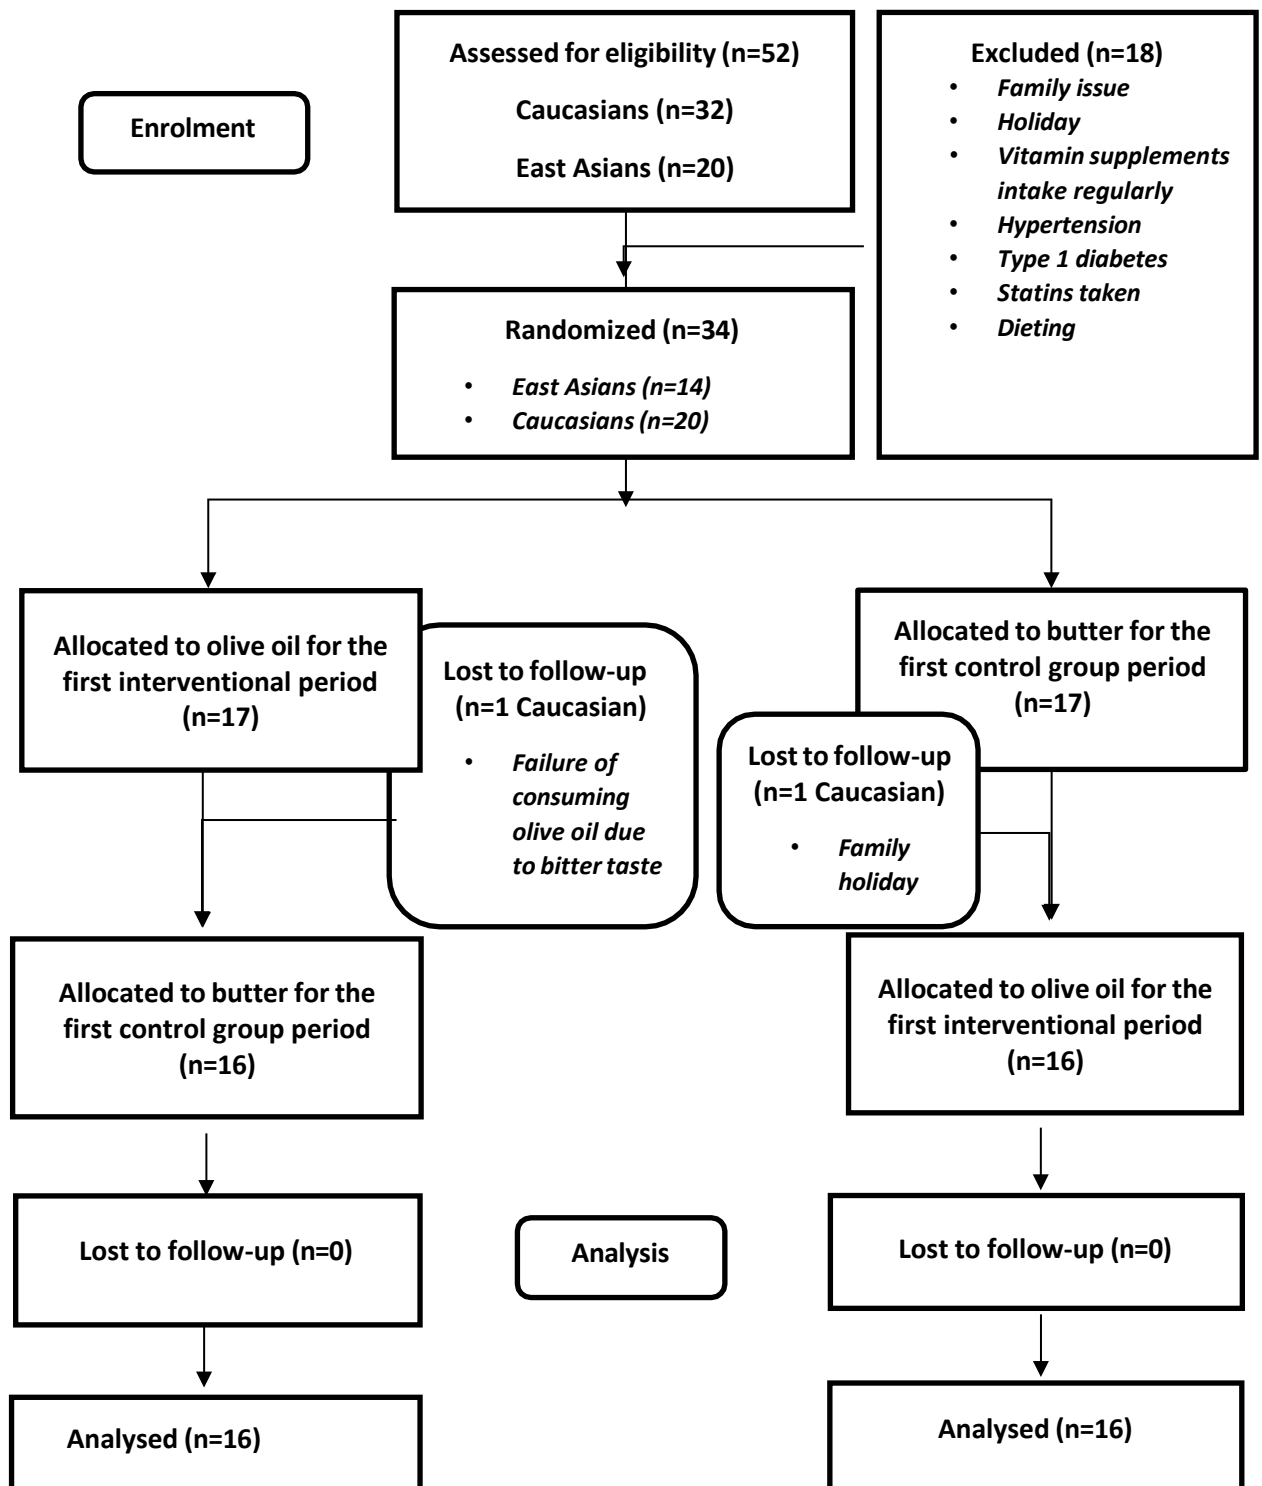 Assessed for eligibility (n=52)
Caucasians (n=32)
East Asians (n=20)
Enrolment
Excluded (n=18)
• Family issue
• Holiday
• Vitamin supplements
intake regularly
• Hypertension
• Type 1 diabetes
• Statins taken
• Dieting
Randomized (n=34)
• East Asians (n=14)
• Caucasians (n=20)
Allocated to olive oil for the
first interventional period
(n=17)
Lost to follow-up
(n=1 Caucasian)
• Failure of
consuming
olive oil due
to bitter taste
Allocated to butter for the
first control group period
(n=17)
Lost to follow-up
(n=1 Caucasian)
• Family
holiday
Allocated to butter for the
first control group period
(n=16)
Allocated to olive oil for the
first interventional period
(n=16)
Lost to follow-up (n=0)
Analysis
Lost to follow-up (n=0)
Analysed (n=16)
Analysed (n=16)